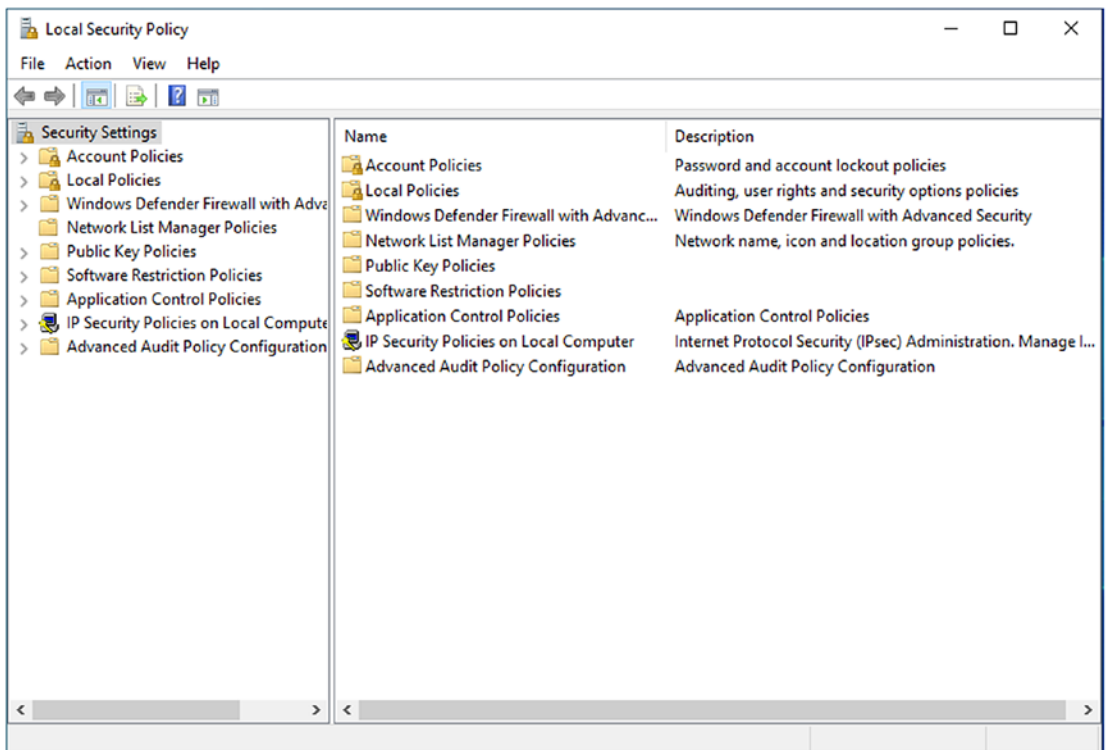 Local Security Policy
File Action View Help
Security Settings
Account Policies
Local Policies
Windows Defender Firewall with Adva
Network List Manager Policies
Public Key Policies
Software Restriction Policies
Application Control Policies
IP Security Policies on Local Compute
Advanced Audit Policy Configuration
Name Description
Account Policies Password and account lockout policies
Local Policies Auditing, user rights and security options policies
Windows Defender Firewall with Advanc... Windows Defender Firewall with Advanced Security
Network List Manager Policies Network name, icon and location group policies.
Public Key Policies
Software Restriction Policies
Application Control Policies Application Control Policies
IP Security Policies on Local Computer Internet Protocol Security (IPsec) Administration. Manage I...
Advanced Audit Policy Configuration Advanced Audit Policy Configuration